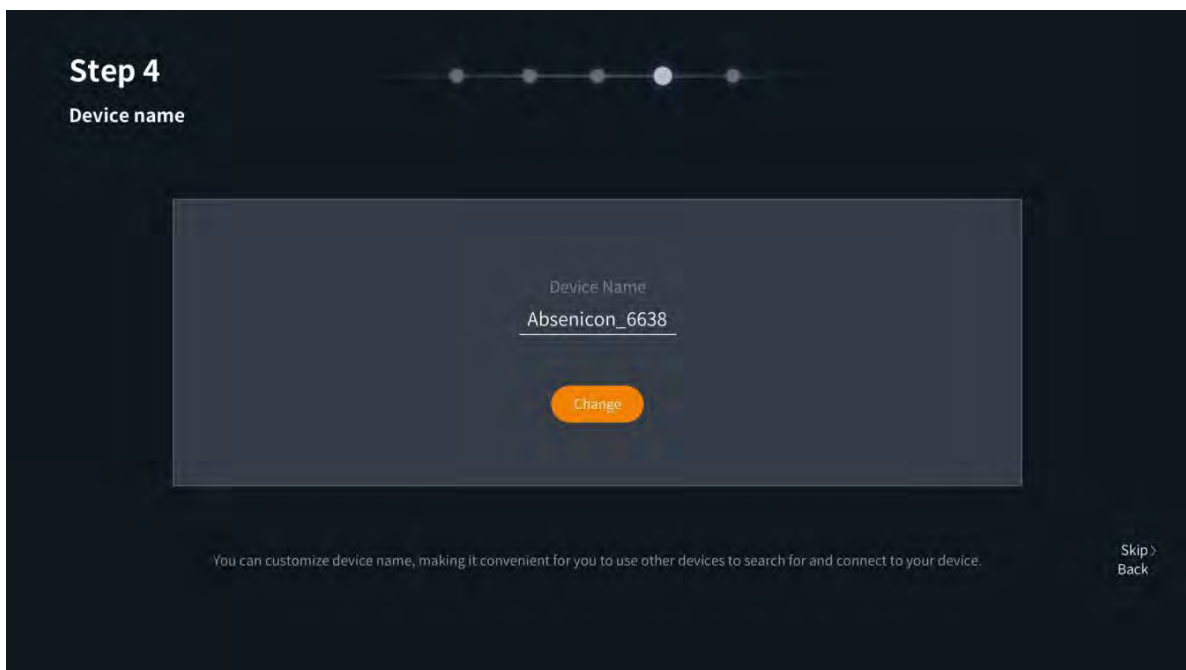 Step 4
Device name
Device Name
Absenicon_6638
Change
You can customize device name, making it convenient for you to use other devices to search for and connect to your device.
Skip>
Back